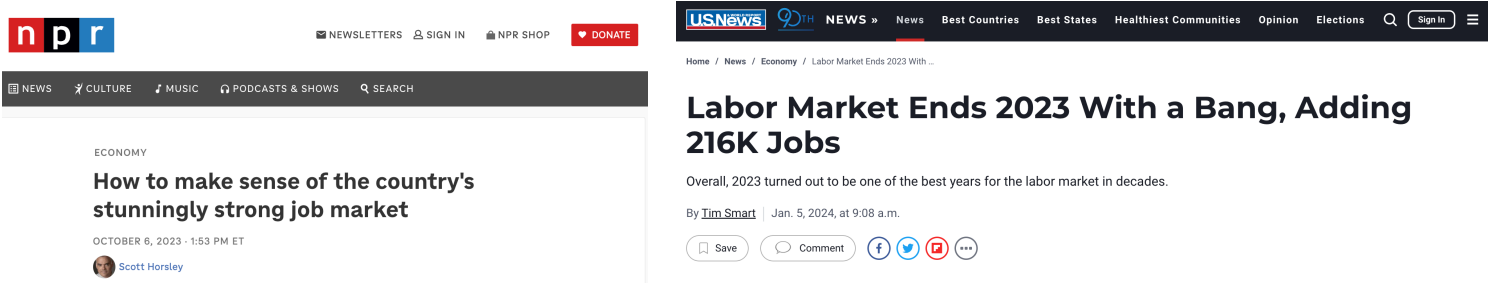 npr
NEWSLETTERS SIGN IN NPR SHOP DONATE
NEWS CULTURE MUSIC PODCASTS & SHOWS SEARCH
ECONOMY
How to make sense of the country's
stunningly strong job market
OCTOBER 6, 2023 · 1:53 PM ET
Scott Horsley
U.S.News 90TH NEWS » News Best Countries Best States Healthiest Communities Opinion Elections Sign In
Home / News / Economy / Labor Market Ends 2023 With ...
Labor Market Ends 2023 With a Bang, Adding
216K Jobs
Overall, 2023 turned out to be one of the best years for the labor market in decades.
By Tim Smart Jan. 5, 2024, at 9:08 a.m.
Save Comment